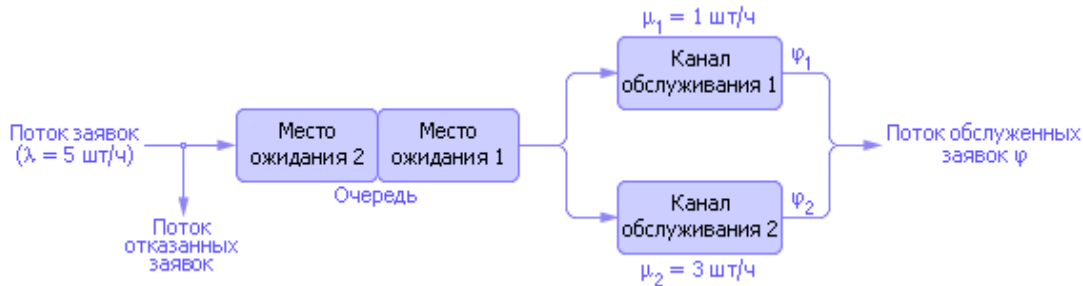 μ1 = 1 шт/ч
Канал
обслуживания 1
φ1
Поток заявок
(λ = 5 шт/ч)
Место
ожидания 2
Место
ожидания 1
Поток обслуженных
заявок φ
Очередь
Канал
обслуживания 2
φ2
Поток
отказанных
заявок
μ2 = 3 шт/ч